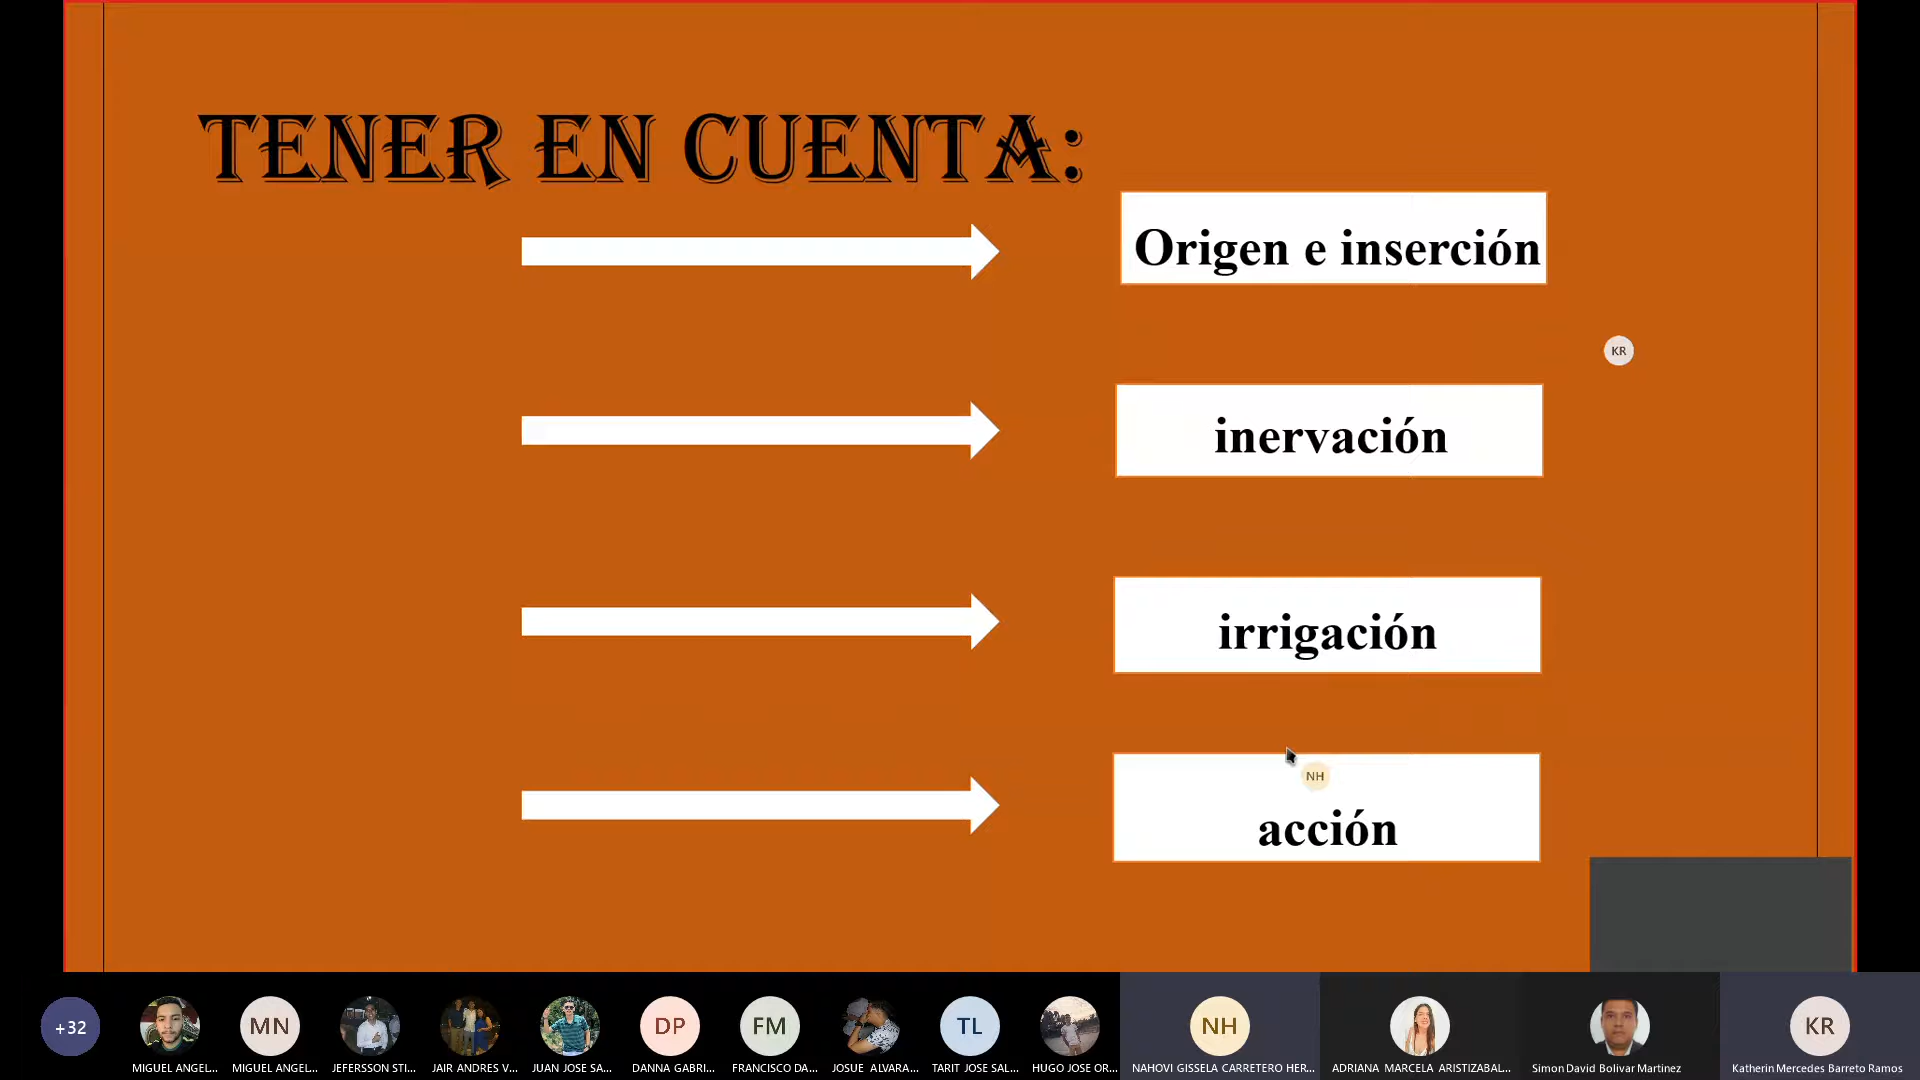 TENER EN CUENTA:
Origen e inserción
KR
inervación
irrigación
NH
acción
+32
MN
DP
FM
TL
NH
KR
MIGUEL ANGEL...
MIGUEL ANGEL...
JEFERSSON STI...
JAIR ANDRES V...
JUAN JOSE SA...
DANNA GABRI...
FRANCISCO DA...
JOSUE ALVARA...
TARIT JOSE SAL...
HUGO JOSE OR...
NAHOVI GISSELA CARRETERO HER...
ADRIANA MARCELA ARISTIZABAL...
Simon David Bolivar Martinez
Katherin Mercedes Barreto Ramos